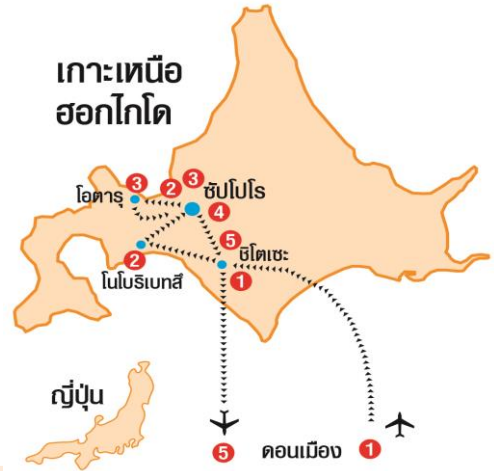 เกาะเหนือ
ฮอกไกโด
3
3
2
ซัปโปโร
โอตารุ
4
5
ชิโตเซะ
2
1
โนโบริเบทสึ
ญี่ปุ่น
5 ดอนเมือง 1